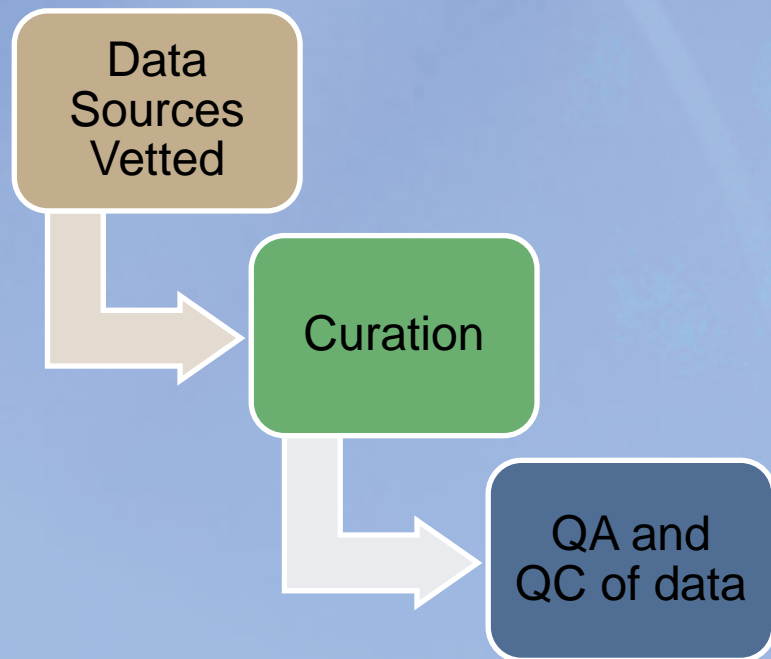 Data
Sources
Vetted
Curation
QA and
QC of data